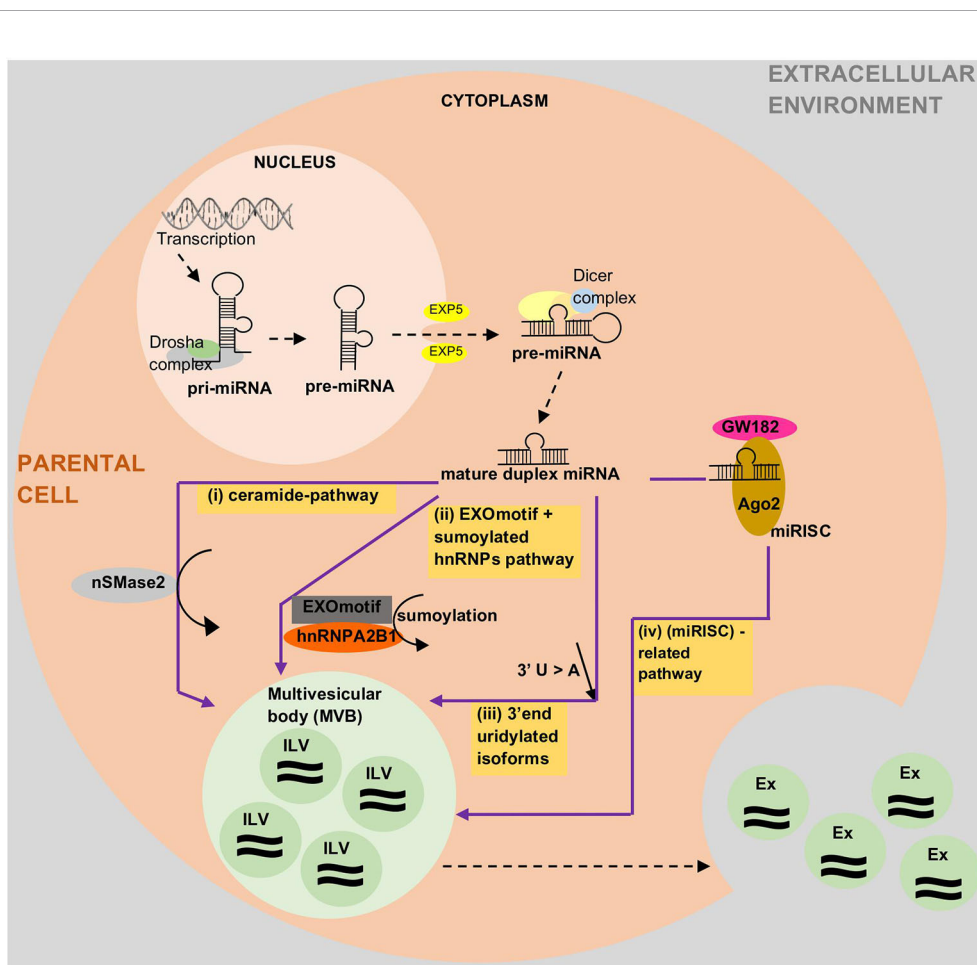 EXTRACELLULAR
ENVIRONMENT
CYTOPLASM
NUCLEUS
Transcription
Drosha
complex
pri-miRNA
pre-miRNA
EXP5
EXP5
Dicer
complex
pre-miRNA
mature duplex miRNA
GW182
Ago2
miRISC
PARENTAL
CELL
(i) ceramide-pathway
(ii) EXOmotif +
sumoylated
hnRNPs pathway
nSMase2
EXOmotif
hnRNPA2B1
sumoylation
3' U > A
(iii) 3'end
uridylated
isoforms
(iv) (miRISC) -
related
pathway
Multivesicular
body (MVB)
ILV
ILV
ILV
ILV
Ex
Ex
Ex
Ex